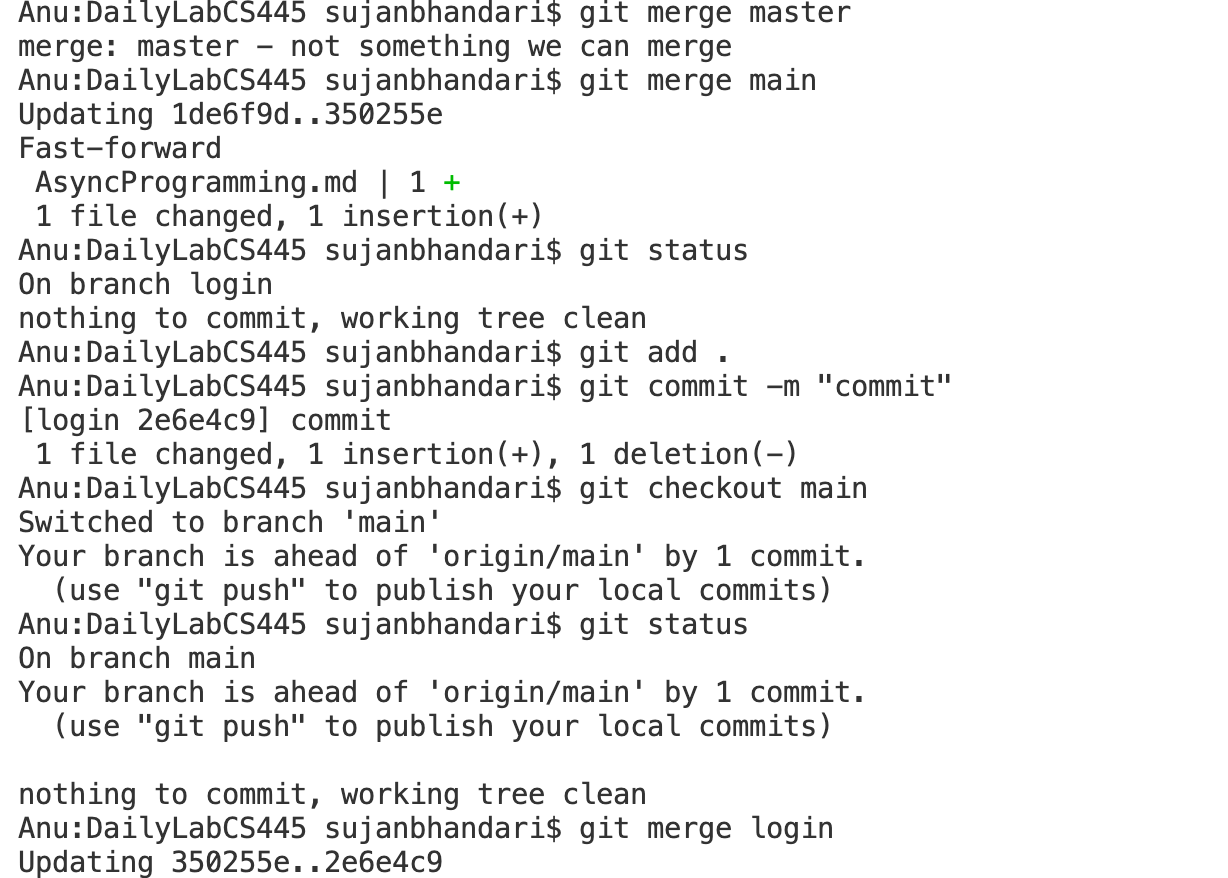 Anu:DailyLabCS445 sujanbhandari$ git merge master
merge: master - not something we can merge
Anu:DailyLabCS445 sujanbhandari$ git merge main
Updating 1de6f9d..350255e
Fast-forward
 AsyncProgramming.md | 1 +
 1 file changed, 1 insertion(+)
Anu:DailyLabCS445 sujanbhandari$ git status
On branch login
nothing to commit, working tree clean
Anu:DailyLabCS445 sujanbhandari$ git add .
Anu:DailyLabCS445 sujanbhandari$ git commit -m "commit"
[login 2e6e4c9] commit
 1 file changed, 1 insertion(+), 1 deletion(-)
Anu:DailyLabCS445 sujanbhandari$ git checkout main
Switched to branch 'main'
Your branch is ahead of 'origin/main' by 1 commit.
  (use "git push" to publish your local commits)
Anu:DailyLabCS445 sujanbhandari$ git status
On branch main
Your branch is ahead of 'origin/main' by 1 commit.
  (use "git push" to publish your local commits)

nothing to commit, working tree clean
Anu:DailyLabCS445 sujanbhandari$ git merge login
Updating 350255e..2e6e4c9